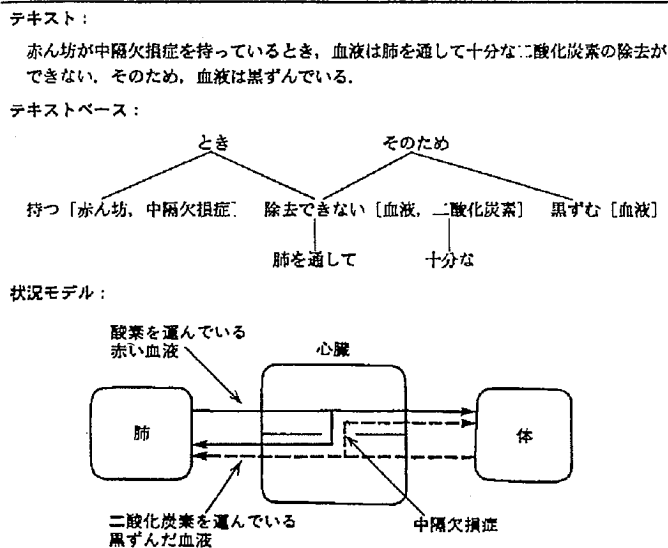 テキスト:
赤ん坊が中隔欠損症を持っているとき，血液は肺を通して十分な二酸化炭素の除去が
できない．そのため，血液は黒ずんでいる．
テキストベース:
とき
そのため
持つ [赤ん坊，中隔欠損症]
除去できない [血液，二酸化炭素]
黒ずむ [血液]
肺を通して
十分な
状況モデル:
酸素を運んでいる
赤い血液
心臓
肺
体
二酸化炭素を運んでいる
黒ずんだ血液
中隔欠損症